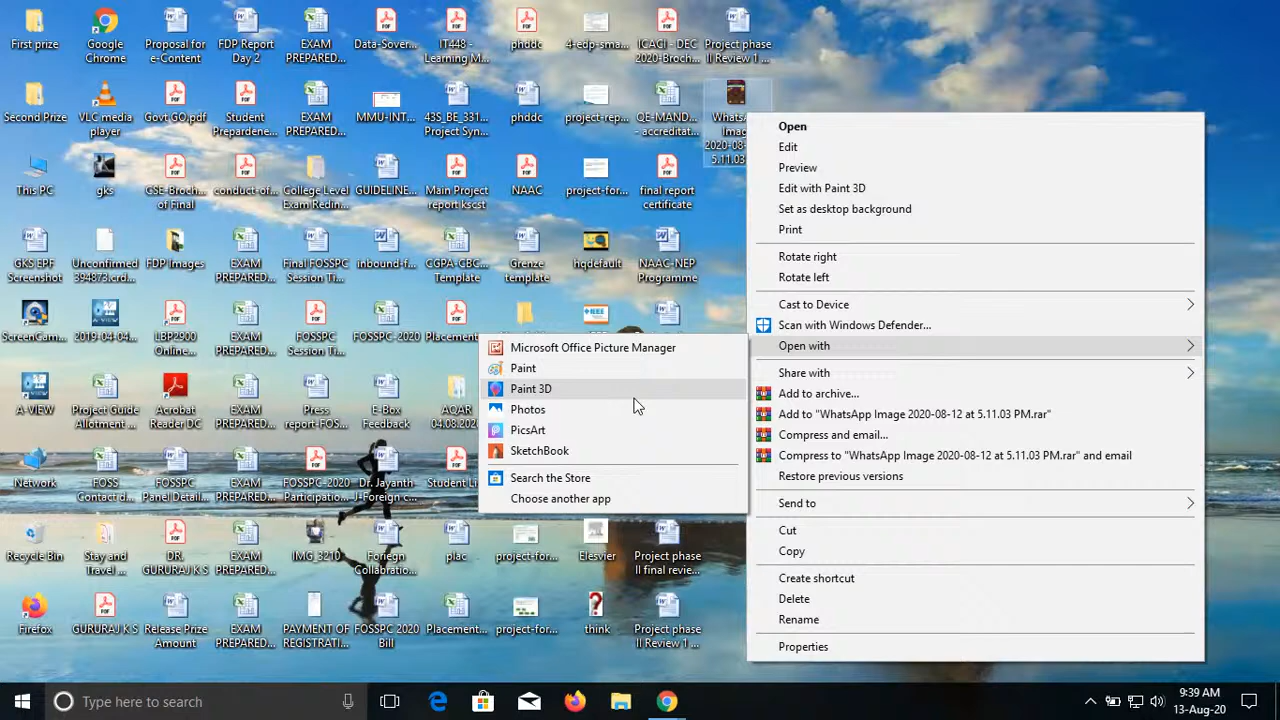 First prize
Google
Chrome
Proposal for
e-Content
FDP Report
Day 2
EXAM
PREPARED...
Data-Sover...
IT448 -
Learning M...
phddc
4-edp-sma...
ICACI - DEC
2020-Broch...
Project phase
II Review 1 ...
Second Prize
VLC media
player
Govt GO.pdf
Student
Preparedene...
EXAM
PREPARED...
MMU-INT...
43S_BE_331...
Project Syn...
phddc
project-rep...
QE-MAND...
- accreditat...
This PC
gks
CSE-Broch...
of Final
conduct-of...
College Level
Exam Redin...
GUIDELINE...
Main Project
report kscst
NAAC
project-for...
final report
certificate
GKS EPF
Screenshot
Unconfirmed
394873.crd...
FDP Images
EXAM
PREPARED...
Final FOSSPC
Session Ti...
inbound-f...
CGPA-CBC...
Template
Grenze
template
hqdefault
NAAC-NEP
Programme
ScreenCam...
2019-04-04...
LBP2900
Online...
EXAM
PREPARED...
FOSSPC
Session Ti...
FOSSPC-2020
Placement
A-VIEW
Project Guide
Allotment ...
Acrobat
Reader DC
EXAM
PREPARED...
Press
report-FOS...
E-Box
Feedback
AQAR
04.08.202
Network
FOSS
Contact d...
FOSSPC
Panel Detail...
EXAM
PREPARED...
FOSSPC-2020
Participatio...
Dr. Jayanth
J-Foreign c...
Student Li
Recycle Bin
Stay and
Travel ...
DR.
GURURAJ K S
EXAM
PREPARED...
IMG_3210
Foriegn
Collabration...
plac
project-for...
Elesvier
Project phase
II final revie...
Firefox
GURURAJ K S
Release Prize
Amount
EXAM
PREPARED...
PAYMENT OF
REGISTRATI...
FOSSPC 2020
Bill
Placement...
project-for...
think
Project phase
II Review 1 ...
Open
Edit
Preview
Edit with Paint 3D
Set as desktop background
Print
Rotate right
Rotate left
Cast to Device
Scan with Windows Defender...
Open with
Share with
Add to archive...
Add to "WhatsApp Image 2020-08-12 at 5.11.03 PM.rar"
Compress and email...
Compress to "WhatsApp Image 2020-08-12 at 5.11.03 PM.rar" and email
Restore previous versions
Send to
Cut
Copy
Create shortcut
Delete
Rename
Properties
Microsoft Office Picture Manager
Paint
Paint 3D
Photos
PicsArt
SketchBook
Search the Store
Choose another app
Type here to search
9:39 AM
13-Aug-20